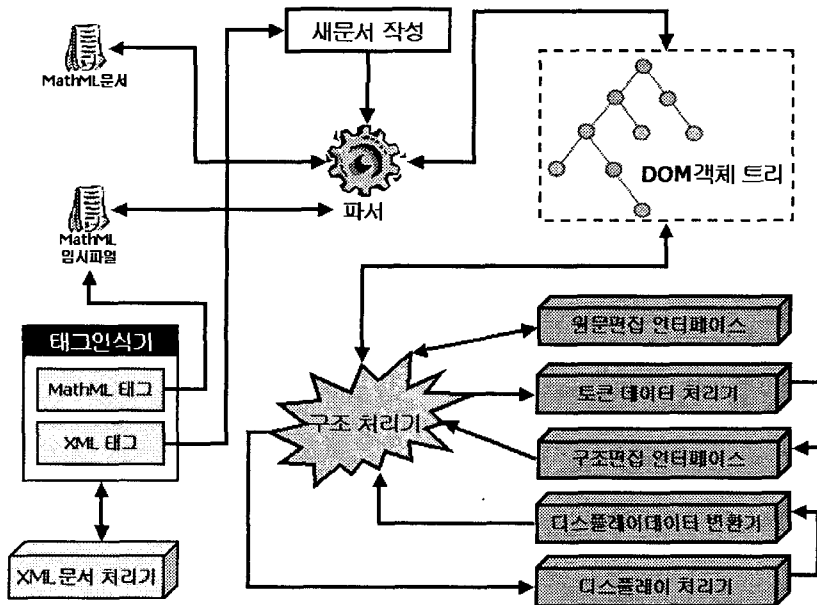 새문서 작성
MathML문서
DOM객체 트리
파서
MathML
임시파일
태그인식기
MathML 태그
XML 태그
XML문서 처리기
구조 처리기
원문편집 인터페이스
토큰 데이터 처리기
구조편집 인터페이스
디스플레이데이터 변환기
디스플레이 처리기